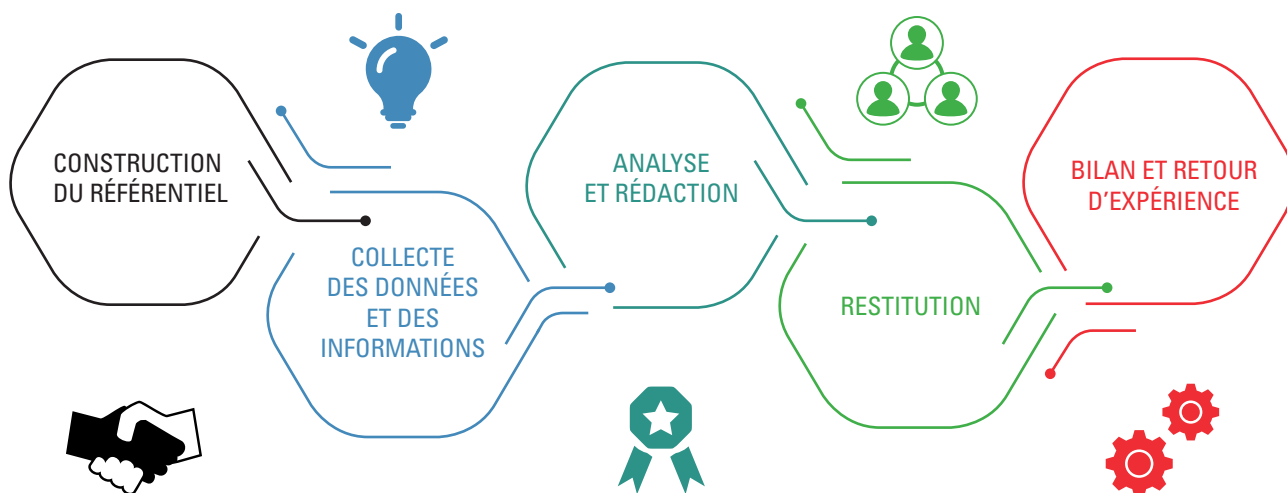 CONSTRUCTION
DU RÉFÉRENTIEL
COLLECTE
DES DONNÉES
ET DES
INFORMATIONS
ANALYSE
ET RÉDACTION
RESTITUTION
BILAN ET RETOUR
D’EXPÉRIENCE